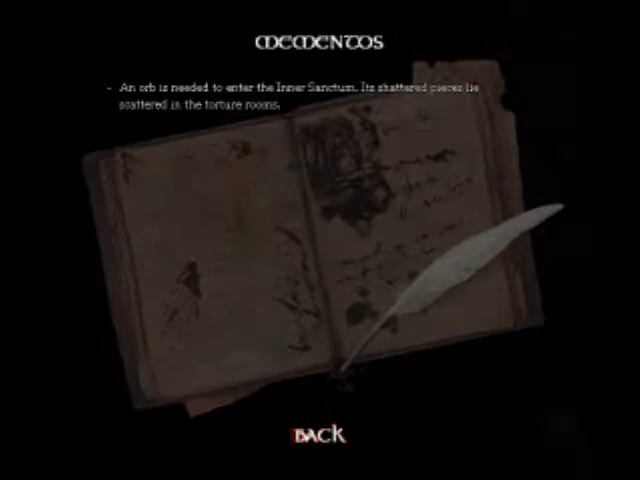 MEMENTOS
- An orb is needed to enter the Inner Sanctum. Its shattered pieces lie
scattered in the torture rooms.
BACK